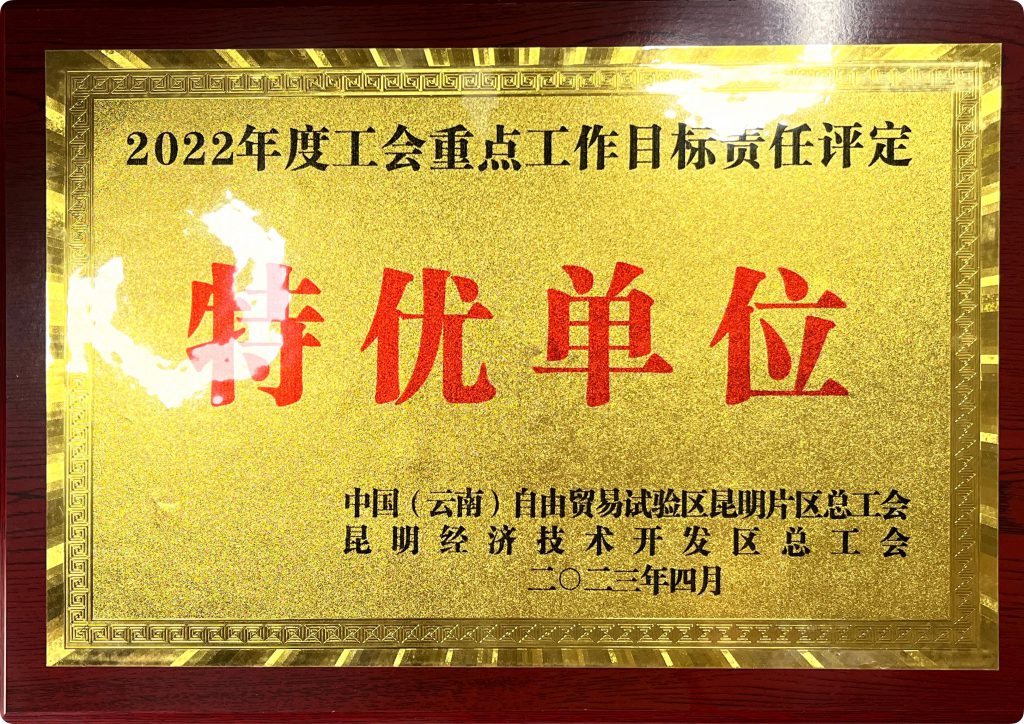 2022年度工会重点工作目标责任评定
特优单位
中国（云南）自由贸易试验区昆明片区总工会
昆明经济技术开发区总工会
二〇二三年四月